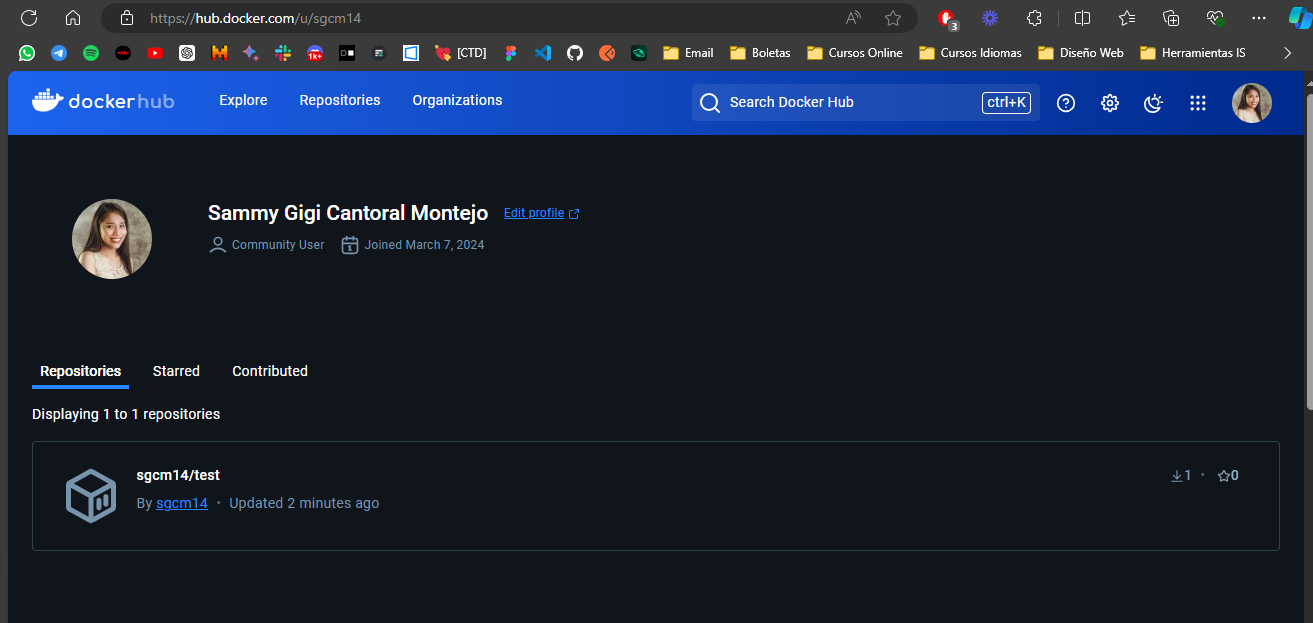 https://hub.docker.com/u/sgcm14
3
1k+
[CTD]
Email
Boletas
Cursos Online
Cursos Idiomas
Diseño Web
Herramientas IS
dockerhub
Explore
Repositories
Organizations
Search Docker Hub
ctrl+K
Sammy Gigi Cantoral Montejo
Edit profile
Community User
Joined March 7, 2024
Repositories
Starred
Contributed
Displaying 1 to 1 repositories
sgcm14/test
1 • 0
By sgcm14 • Updated 2 minutes ago